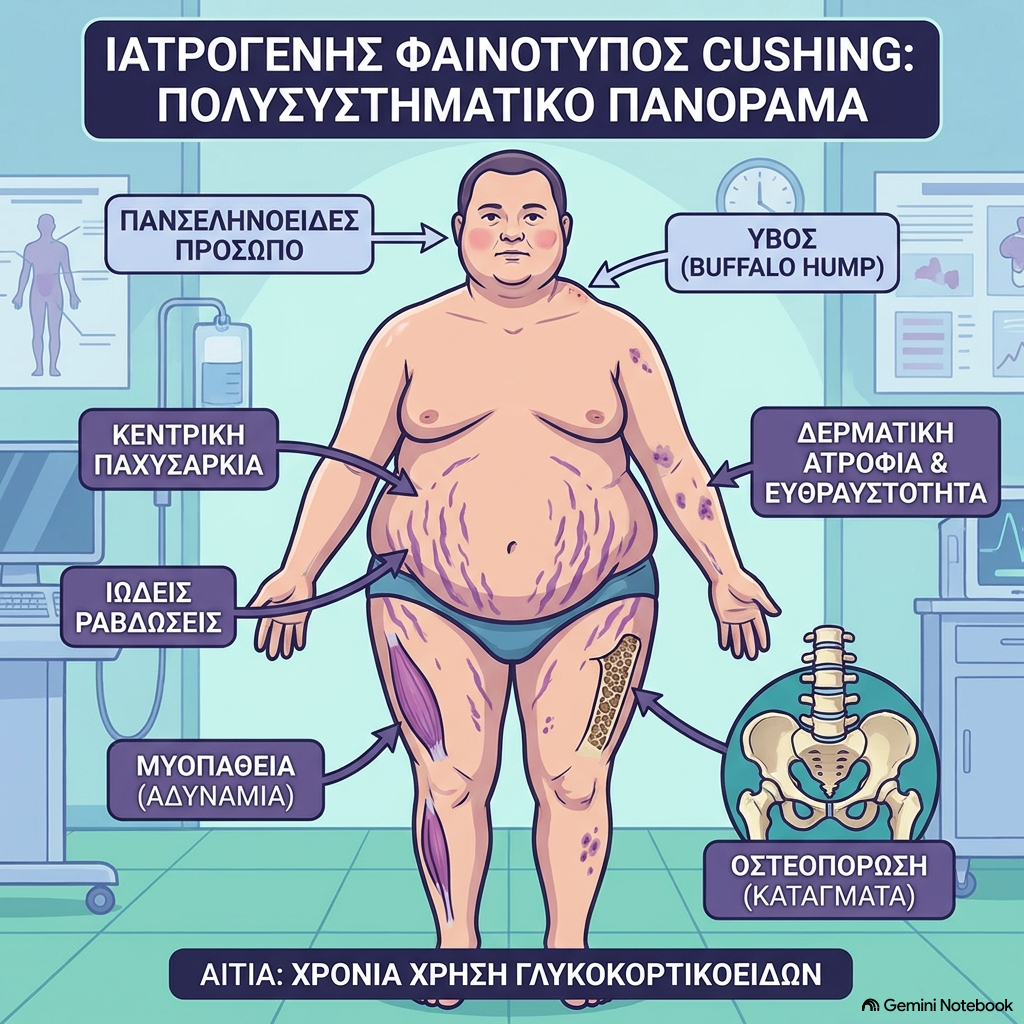 ΙΑΤΡΟΓΕΝΗΣ ΦΑΙΝΟΤΥΠΟΣ CUSHING:
ΠΟΛΥΣΥΣΤΗΜΑΤΙΚΟ ΠΑΝΟΡΑΜΑ
ΠΑΝΣΕΛΗΝΟΕΙΔΕΣ
ΠΡΟΣΩΠΟ
ΥΒΟΣ
(BUFFALO HUMP)
ΚΕΝΤΡΙΚΗ
ΠΑΧΥΣΑΡΚΙΑ
ΔΕΡΜΑΤΙΚΗ
ΑΤΡΟΦΙΑ &
ΕΥΘΡΑΥΣΤΟΤΗΤΑ
ΙΩΔΕΙΣ
ΡΑΒΔΩΣΕΙΣ
ΜΥΟΠΑΘΕΙΑ
(ΑΔΥΝΑΜΙΑ)
ΟΣΤΕΟΠΟΡΩΣΗ
(ΚΑΤΑΓΜΑΤΑ)
ΑΙΤΙΑ: ΧΡΟΝΙΑ ΧΡΗΣΗ ΓΛΥΚΟΚΟΡΤΙΚΟΕΙΔΩΝ
Gemini Notebook